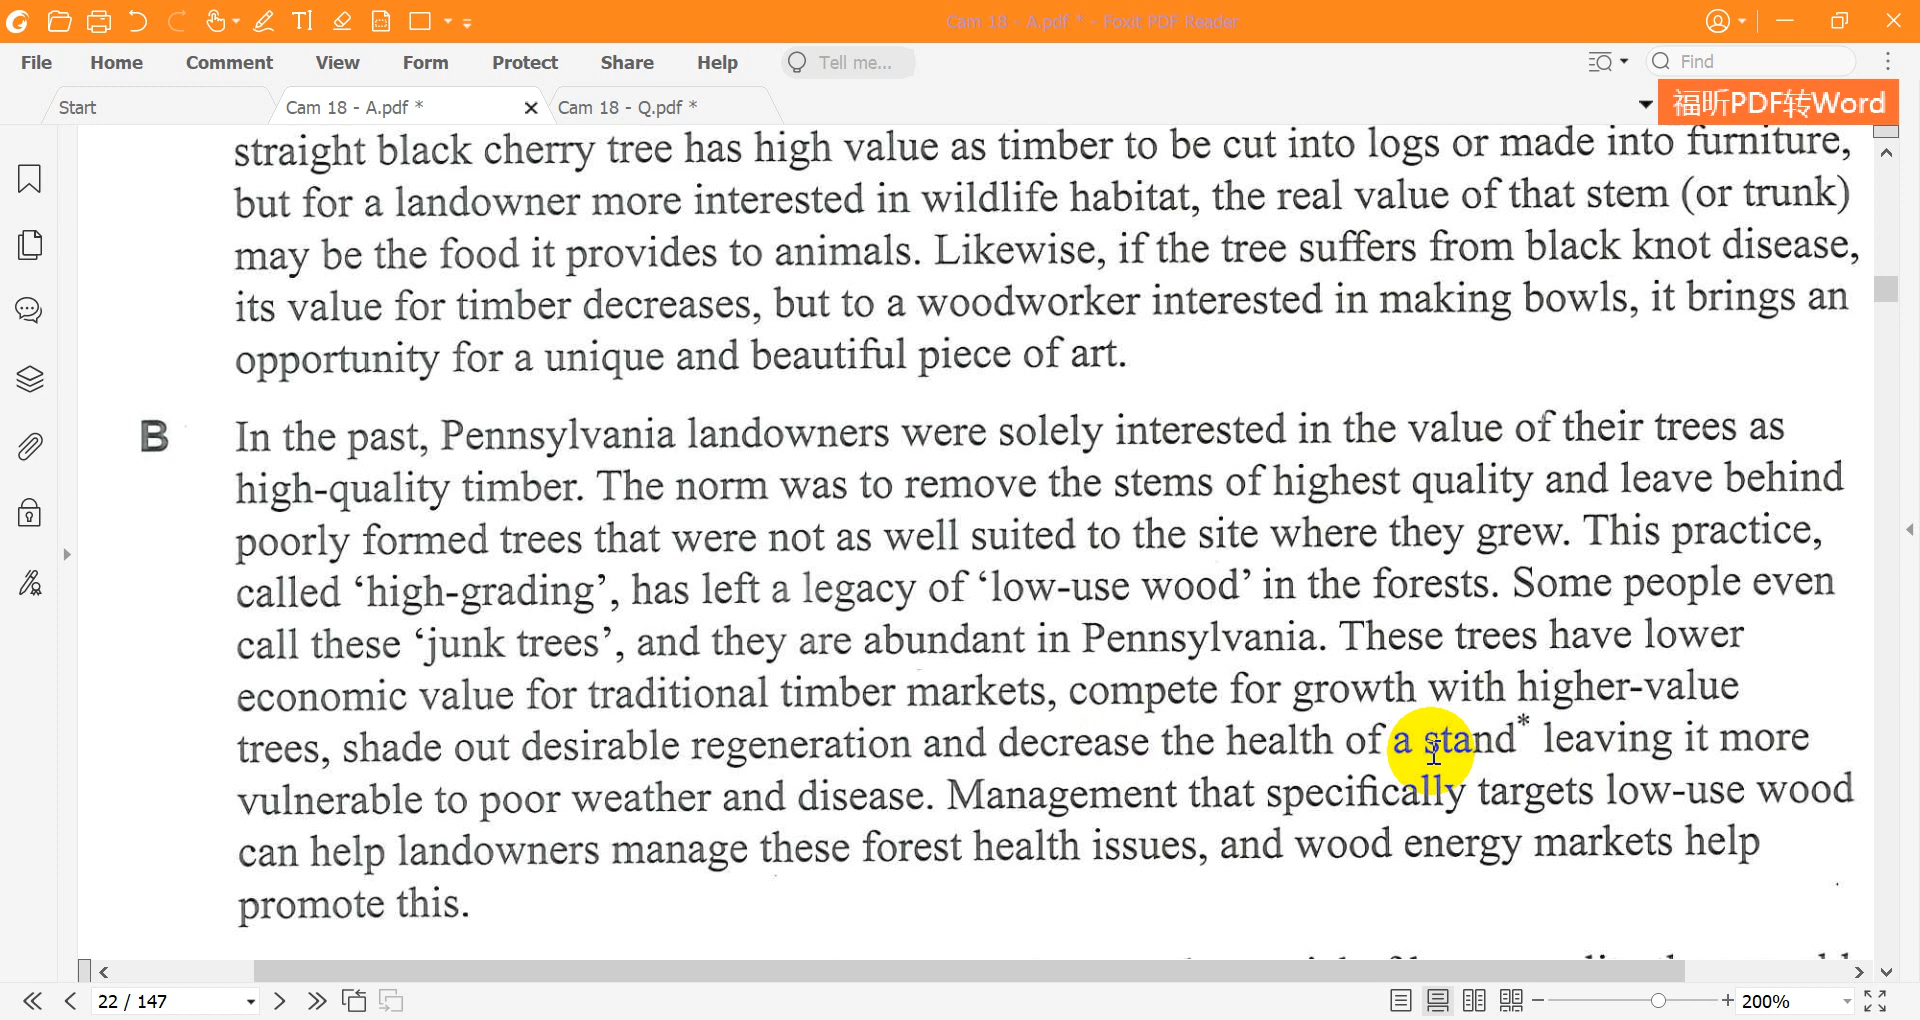 Cam 18 - A.pdf * - Foxit PDF Reader
File Home Comment View Form Protect Share Help Tell me... Find
Start Cam 18 - A.pdf * Cam 18 - Q.pdf * 福昕PDF转Word
straight black cherry tree has high value as timber to be cut into logs or made into furniture,
but for a landowner more interested in wildlife habitat, the real value of that stem (or trunk)
may be the food it provides to animals. Likewise, if the tree suffers from black knot disease,
its value for timber decreases, but to a woodworker interested in making bowls, it brings an
opportunity for a unique and beautiful piece of art.
B In the past, Pennsylvania landowners were solely interested in the value of their trees as
high-quality timber. The norm was to remove the stems of highest quality and leave behind
poorly formed trees that were not as well suited to the site where they grew. This practice,
called ‘high-grading’, has left a legacy of ‘low-use wood’ in the forests. Some people even
call these ‘junk trees’, and they are abundant in Pennsylvania. These trees have lower
economic value for traditional timber markets, compete for growth with higher-value
trees, shade out desirable regeneration and decrease the health of a stand* leaving it more
vulnerable to poor weather and disease. Management that specifically targets low-use wood
can help landowners manage these forest health issues, and wood energy markets help
promote this.
22 / 147 200%